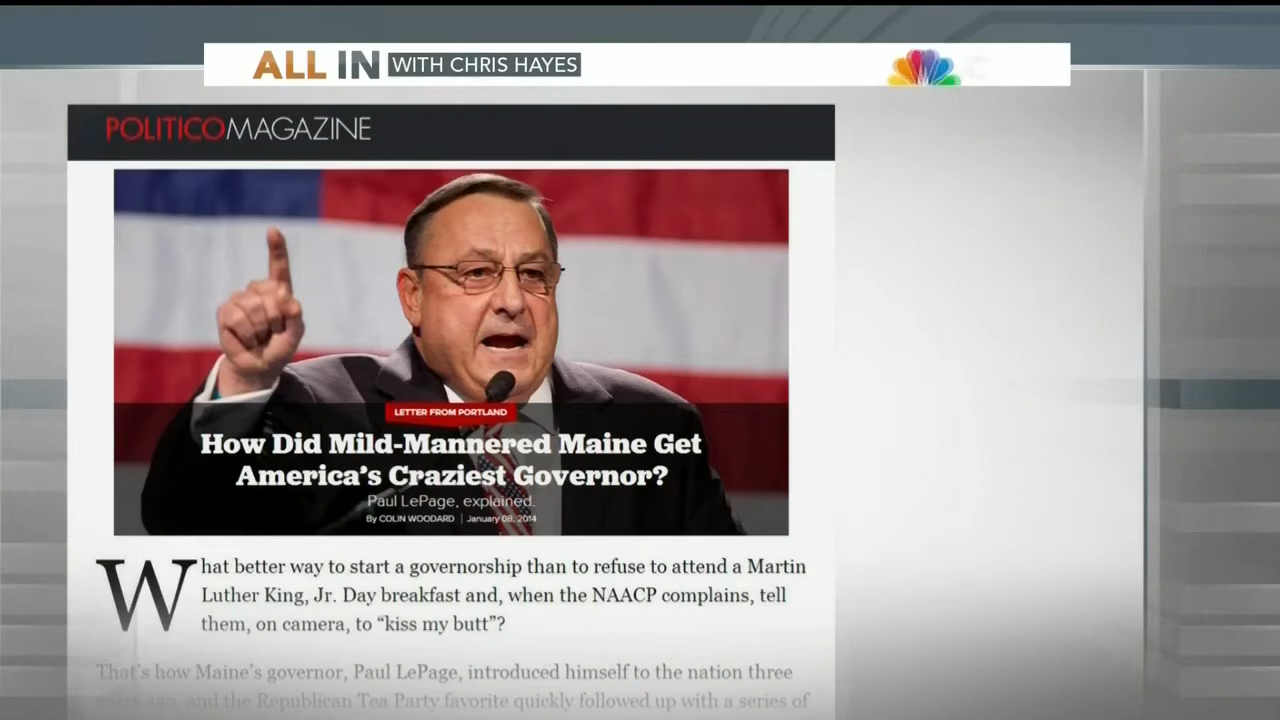 ALL IN WITH CHRIS HAYES
POLITICOMAGAZINE
LETTER FROM PORTLAND
How Did Mild-Mannered Maine Get
America's Craziest Governor?
Paul LePage, explained.
By COLIN WOODARD | January 08, 2014
What better way to start a governorship than to refuse to attend a Martin
Luther King, Jr. Day breakfast and, when the NAACP complains, tell
them, on camera, to “kiss my butt”?
That's how Maine's governor, Paul LePage, introduced himself to the nation three
ago, and the Republican Tea Party favorite quickly followed up with a series of